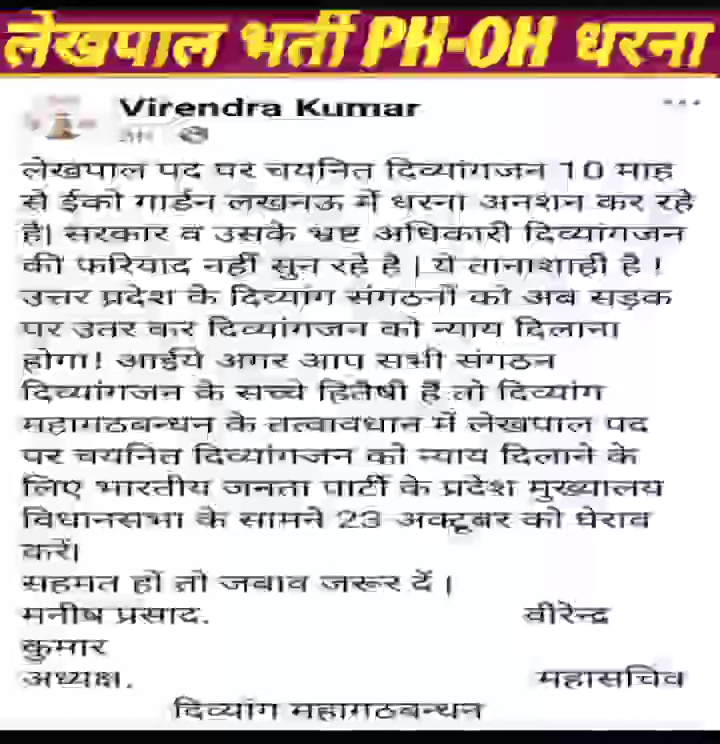 लेखपाल भर्ती PH-OH धरना
Virendra Kumar
लेखपाल पद पर चयनित दिव्यांगजन 10 माह
से ईको गार्डन लखनऊ में धरना अनशन कर रहे
है। सरकार व उसके भ्रष्ट अधिकारी दिव्यांगजन
की फरियाद नहीं सुन रहे है | ये तानाशाही है !
उत्तर प्रदेश के दिव्यांग संगठनों को अब सड़क
पर उतर कर दिव्यांगजन को न्याय दिलाना
होगा! आईये अगर आप सभी संगठन
दिव्यांगजन के सच्चे हितैषी हैं तो दिव्यांग
महागठबन्धन के तत्वावधान में लेखपाल पद
पर चयनित दिव्यांगजन को न्याय दिलाने के
लिए भारतीय जनता पार्टी के प्रदेश मुख्यालय
विधानसभा के सामने 23 अक्टूबर को घेराव
करें।
सहमत हों तो जबाव जरूर दें |
मनीष प्रसाद. वीरेन्द्र
कुमार
अध्यक्ष. महासचिव
दिव्यांग महागठबन्धन